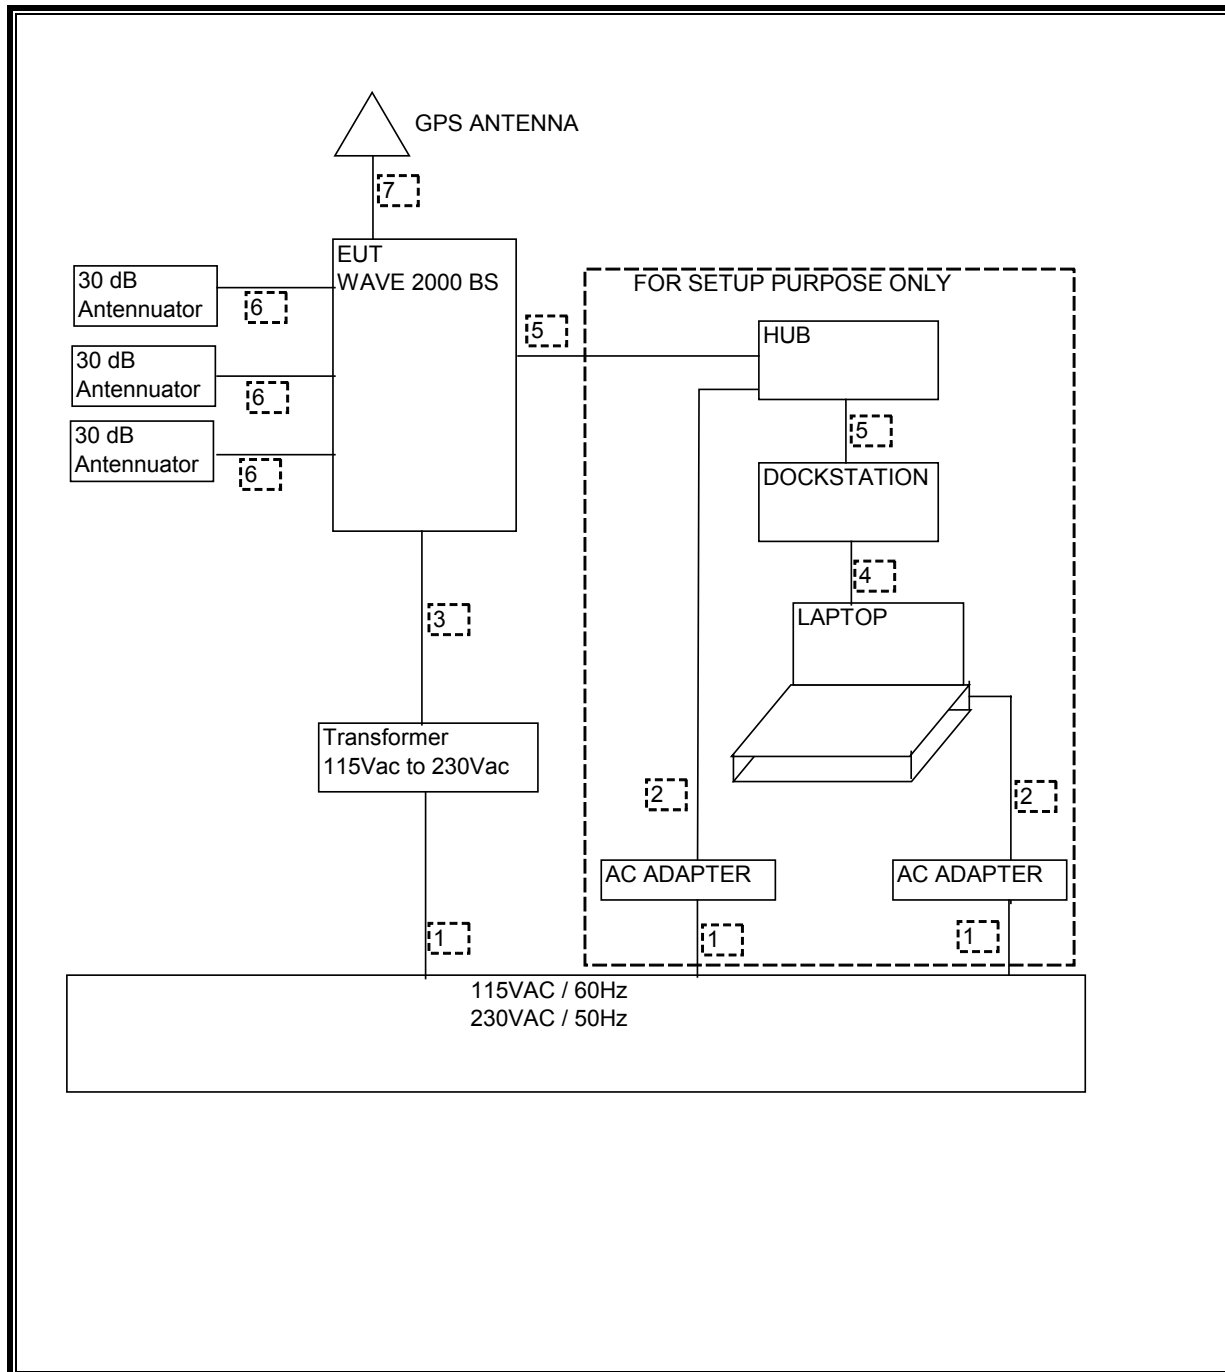 GPS ANTENNA
7
EUT
WAVE 2000 BS
30 dB
Antennuator
6
30 dB
Antennuator
6
30 dB
Antennuator
6
5
FOR SETUP PURPOSE ONLY
HUB
5
DOCKSTATION
4
LAPTOP
3
Transformer
115Vac to 230Vac
2
2
AC ADAPTER
AC ADAPTER
1
1
1
115VAC / 60Hz
230VAC / 50Hz